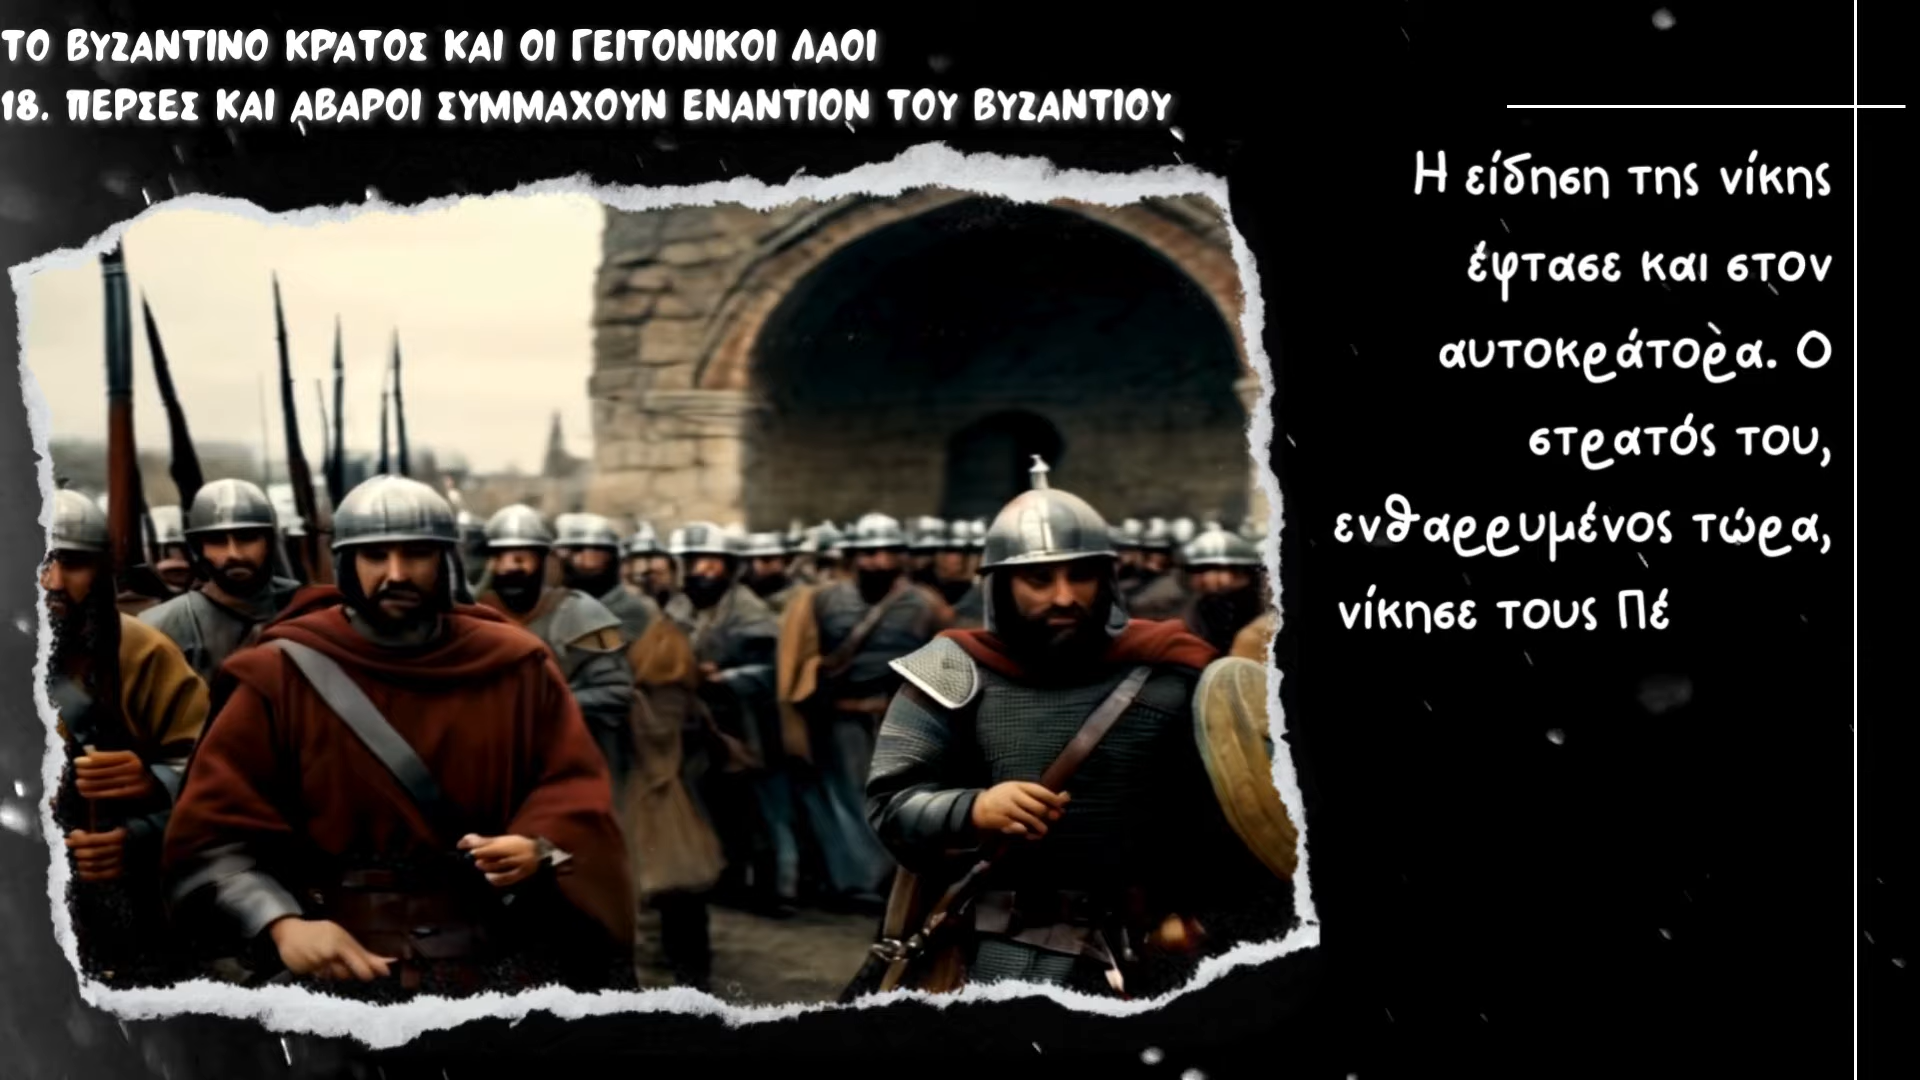 ΤΟ ΒΥΖΑΝΤΙΝΟ ΚΡΑΤΟΣ ΚΑΙ ΟΙ ΓΕΙΤΟΝΙΚΟΙ ΛΑΟΙ
18. ΠΕΡΣΕΣ ΚΑΙ ΑΒΑΡΟΙ ΣΥΜΜΑΧΟΥΝ ΕΝΑΝΤΙΟΝ ΤΟΥ ΒΥΖΑΝΤΙΟΥ
Η είδηση της νίκης
έφτασε και στον
αυτοκράτορα. Ο
στρατός του,
ενθαρρυμένος τώρα,
νίκησε τους Πέ